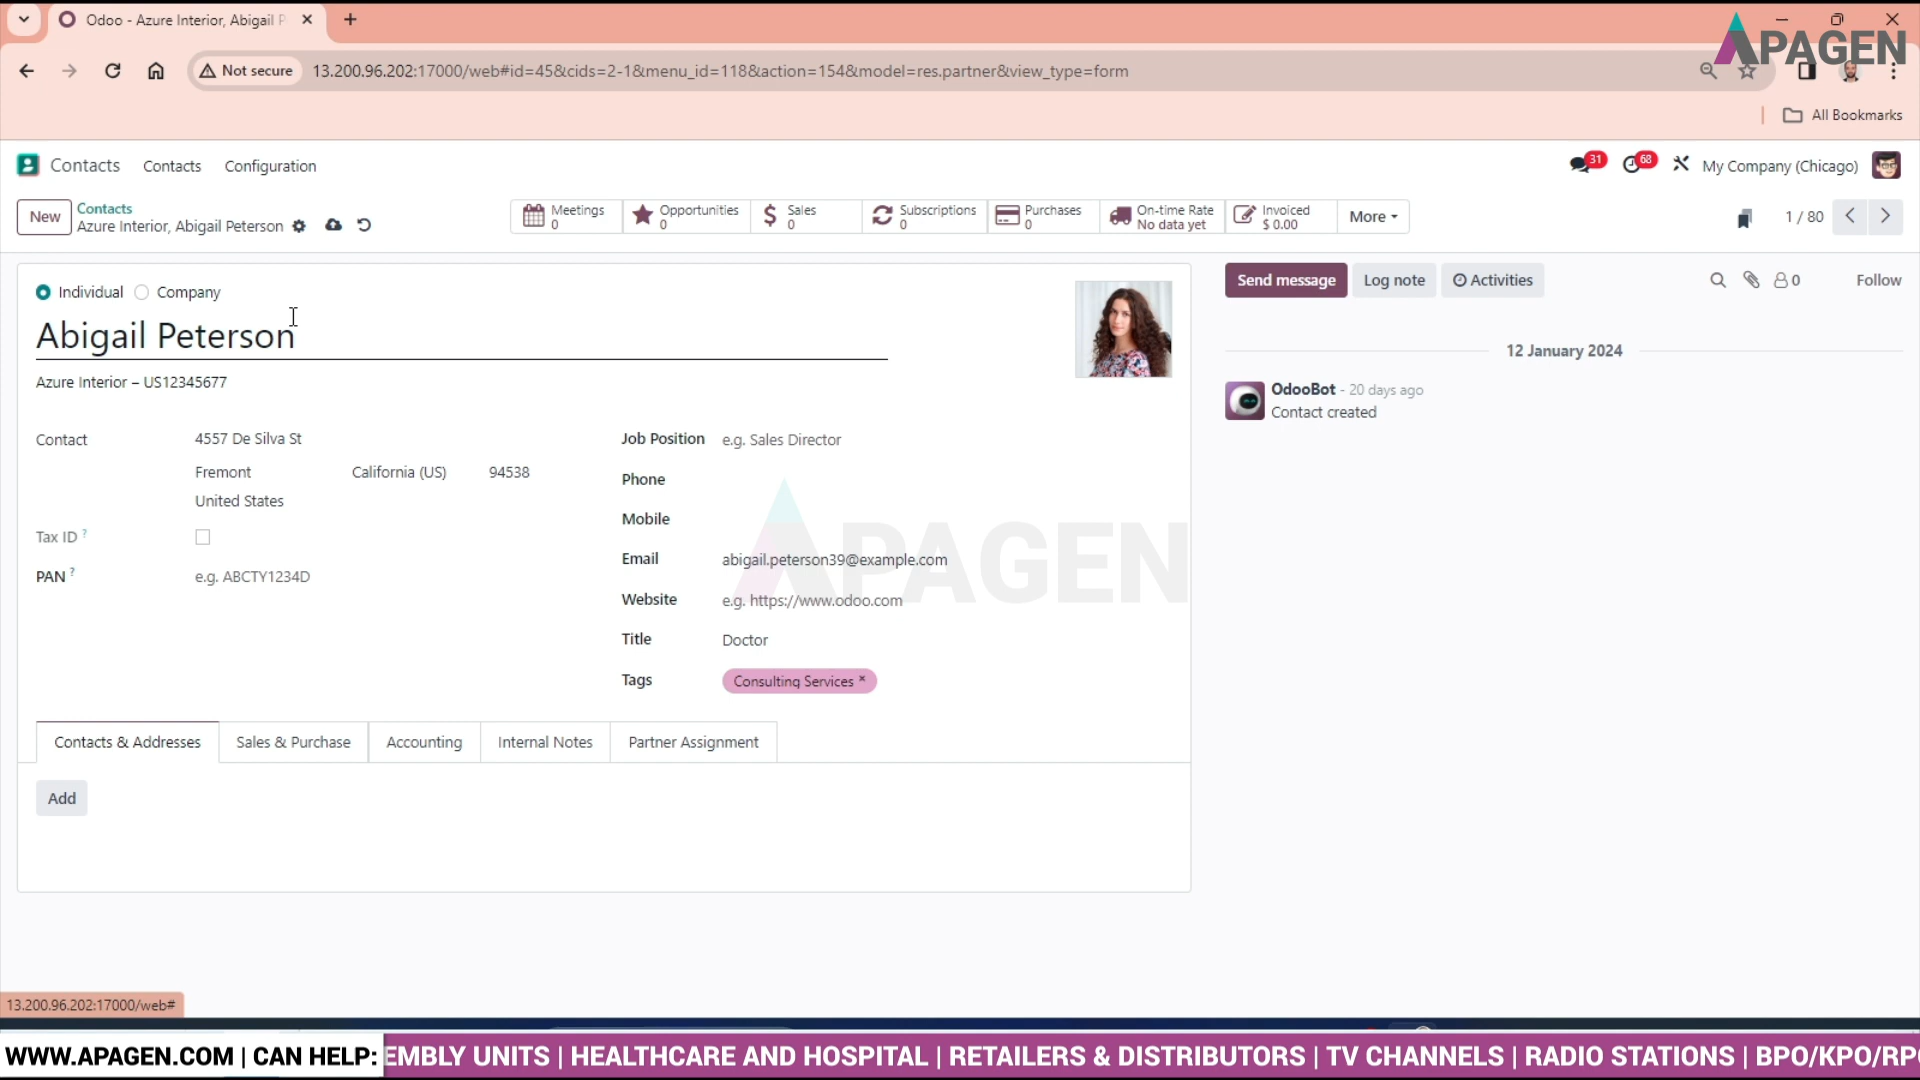 Odoo - Azure Interior, Abigail P
Not secure
13.200.96.202:17000/web#id=45&cids=2-1&menu_id=118&action=154&model=res.partner&view_type=form
APAGEN
All Bookmarks
Contacts
Contacts
Configuration
31
68
My Company (Chicago)
New
Contacts
Azure Interior, Abigail Peterson
Meetings
0
Opportunities
0
Sales
0
Subscriptions
0
Purchases
0
On-time Rate
No data yet
Invoiced
$ 0.00
More
1 / 80
Individual
Company
Abigail Peterson
Azure Interior – US12345677
Contact
4557 De Silva St
Fremont
California (US)
94538
United States
Tax ID ?
PAN ?
e.g. ABCTY1234D
Job Position
e.g. Sales Director
Phone
Mobile
Email
abigail.peterson39@example.com
Website
e.g. https://www.odoo.com
Title
Doctor
Tags
Consulting Services ×
APAGEN
Contacts & Addresses
Sales & Purchase
Accounting
Internal Notes
Partner Assignment
Add
Send message
Log note
Activities
0
Follow
12 January 2024
OdooBot - 20 days ago
Contact created
13.200.96.202:17000/web#
WWW.APAGEN.COM | CAN HELP: EMBLY UNITS | HEALTHCARE AND HOSPITAL | RETAILERS & DISTRIBUTORS | TV CHANNELS | RADIO STATIONS | BPO/KPO/RPO